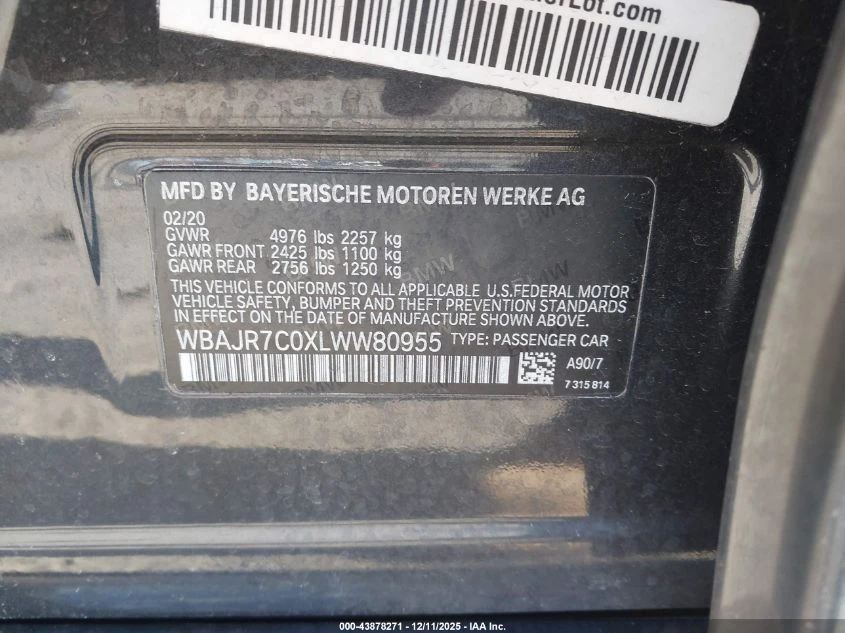 Lot.com
MFD BY BAYERISCHE MOTOREN WERKE AG
02/20
GVWR 4976 lbs 2257 kg
GAWR FRONT 2425 lbs 1100 kg
GAWR REAR 2756 lbs 1250 kg
THIS VEHICLE CONFORMS TO ALL APPLICABLE U.S.FEDERAL MOTOR
VEHICLE SAFETY, BUMPER AND THEFT PREVENTION STANDARDS
IN EFFECT ON THE DATE OF MANUFACTURE SHOWN ABOVE.
WBAJR7C0XLWW80955 TYPE: PASSENGER CAR
A90/7
7 315 814
000-43878271 - 12/11/2025 - IAA Inc.